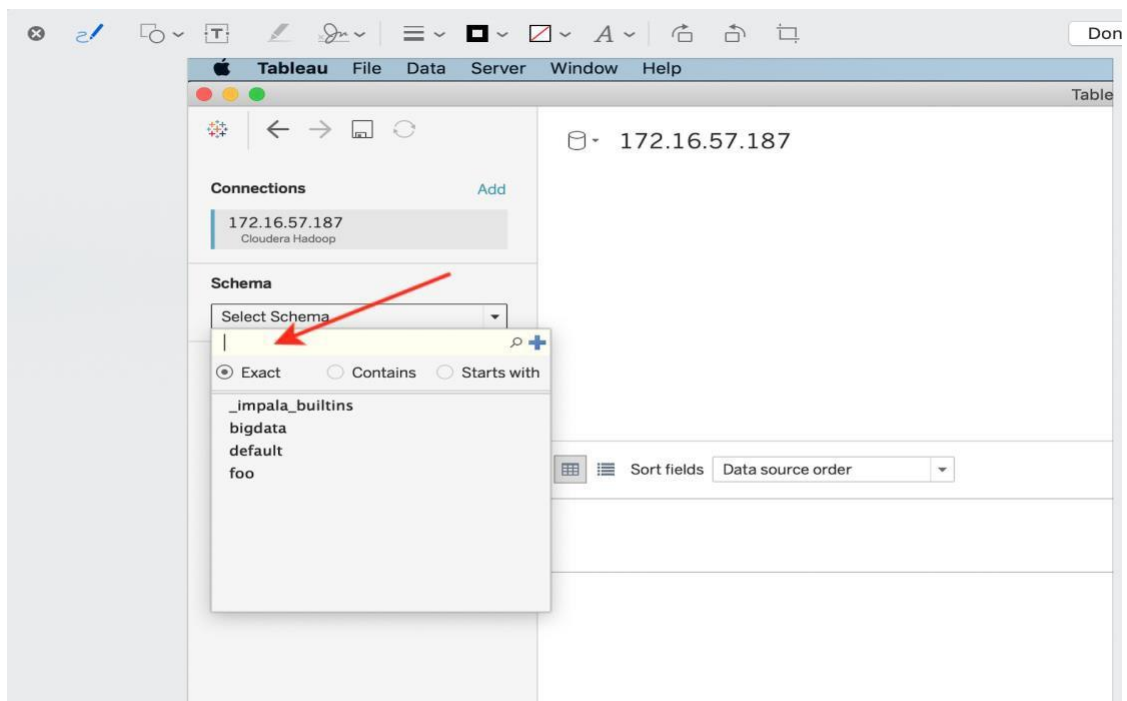 Don
Tableau File Data Server Window Help
Table
172.16.57.187
Connections Add
172.16.57.187
Cloudera Hadoop
Schema
Select Schema
Exact Contains Starts with
_impala_builtins
bigdata
default
foo
Sort fields Data source order